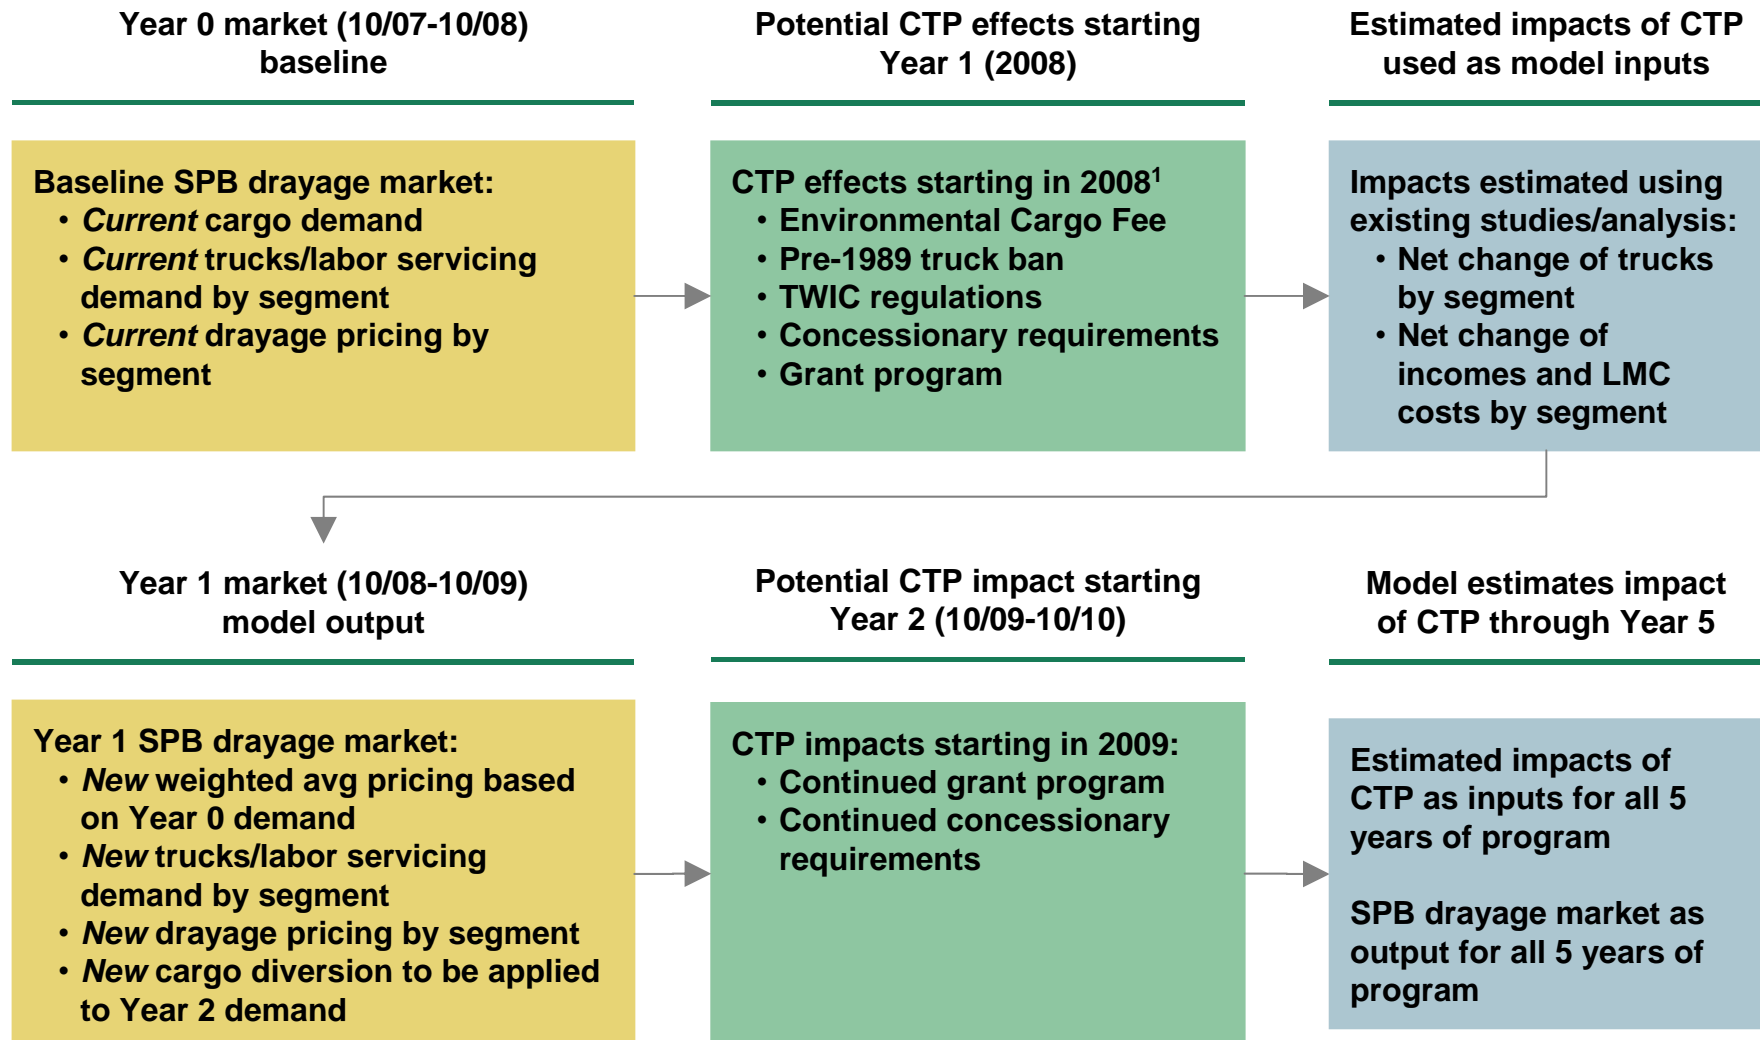 Year 0 market (10/07-10/08)
baseline
Potential CTP effects starting
Year 1 (2008)
Estimated impacts of CTP
used as model inputs
Baseline SPB drayage market:
• Current cargo demand
• Current trucks/labor servicing
demand by segment
• Current drayage pricing by
segment
CTP effects starting in 2008¹
• Environmental Cargo Fee
• Pre-1989 truck ban
• TWIC regulations
• Concessionary requirements
• Grant program
Impacts estimated using
existing studies/analysis:
• Net change of trucks
by segment
• Net change of
incomes and LMC
costs by segment
Year 1 market (10/08-10/09)
model output
Potential CTP impact starting
Year 2 (10/09-10/10)
Model estimates impact
of CTP through Year 5
Year 1 SPB drayage market:
• New weighted avg pricing based
on Year 0 demand
• New trucks/labor servicing
demand by segment
• New drayage pricing by segment
• New cargo diversion to be applied
to Year 2 demand
CTP impacts starting in 2009:
• Continued grant program
• Continued concessionary
requirements
Estimated impacts of
CTP as inputs for all 5
years of program
SPB drayage market as
output for all 5 years of
program